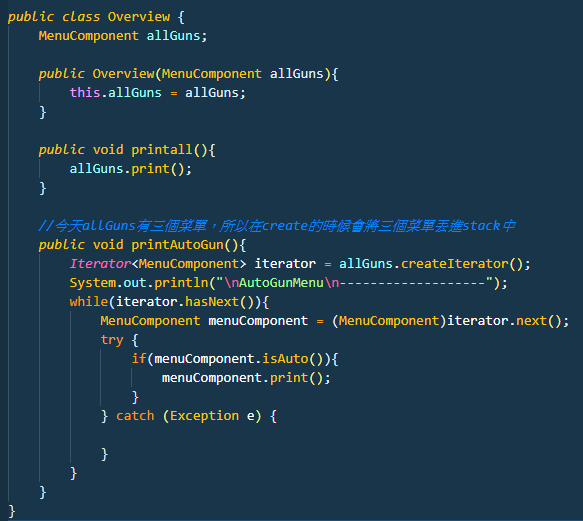 public class Overview {
    MenuComponent allGuns;

    public Overview(MenuComponent allGuns){
        this.allGuns = allGuns;
    }

    public void printall(){
        allGuns.print();
    }

    //今天allGuns有三個菜單，所以在create的時候會將三個菜單丟進stack中
    public void printAutoGun(){
        Iterator<MenuComponent> iterator = allGuns.createIterator();
        System.out.println("\nAutoGunMenu\n-------------------");
        while(iterator.hasNext()){
            MenuComponent menuComponent = (MenuComponent)iterator.next();
            try {
                if(menuComponent.isAuto()){
                    menuComponent.print();
                }
            } catch (Exception e) {

            }
        }
    }
}